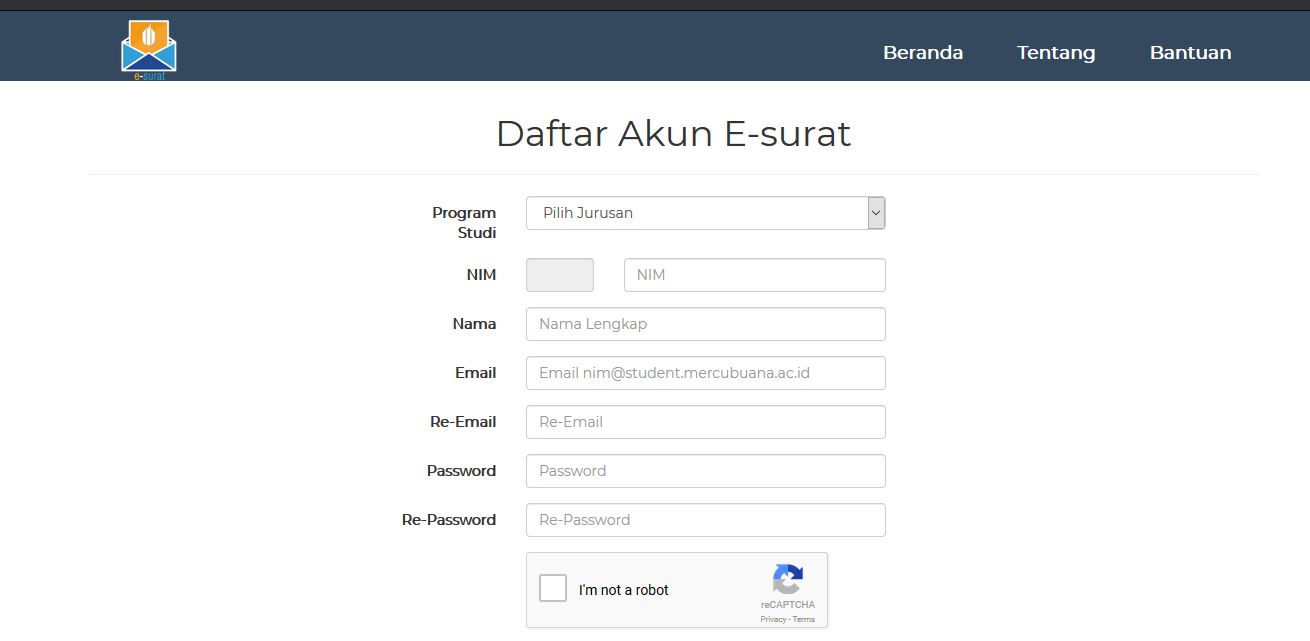 e-surat
Beranda Tentang Bantuan
Daftar Akun E-surat
Program
Studi
Pilih Jurusan
NIM
NIM
Nama
Nama Lengkap
Email
Email nim@student.mercubuana.ac.id
Re-Email
Re-Email
Password
Password
Re-Password
Re-Password
I'm not a robot
reCAPTCHA
Privacy - Terms